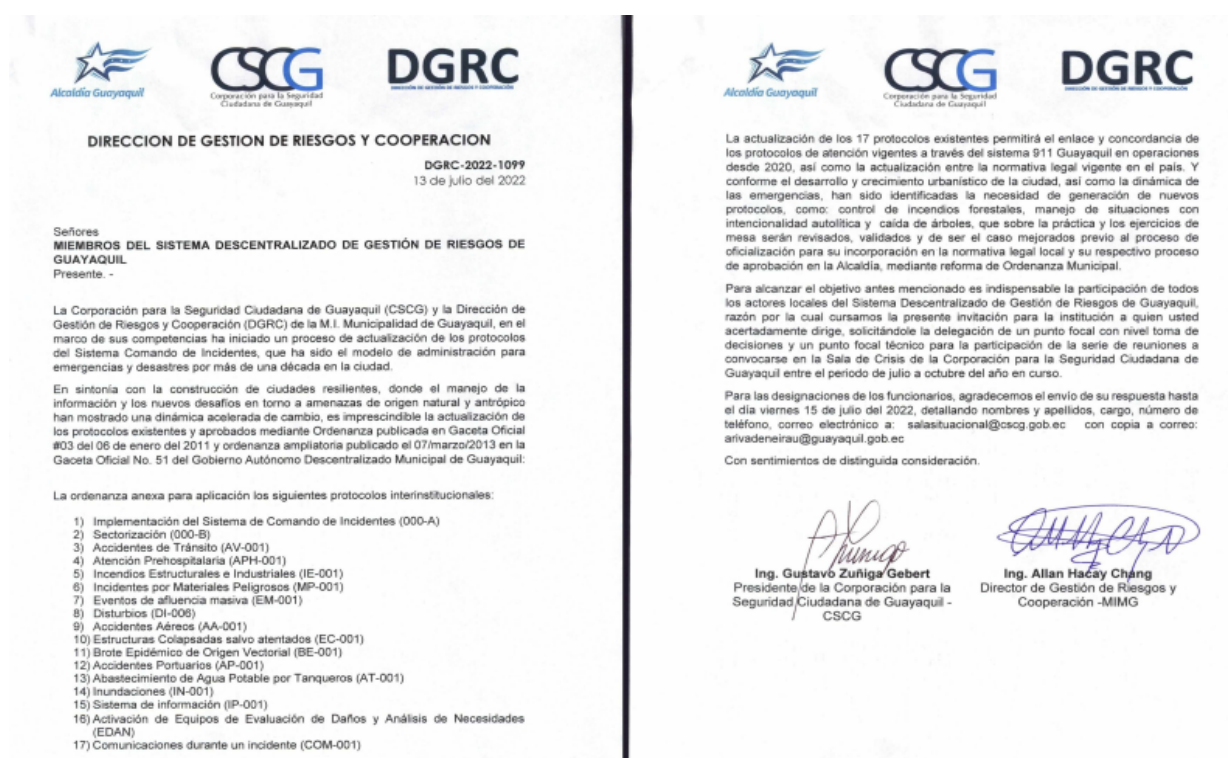 Alcaldía Guayaquil
CSCG
Corporación para la Seguridad
Ciudadana de Guayaquil
DGRC
DIRECCIÓN DE GESTIÓN DE RIESGOS Y COOPERACIÓN
DIRECCION DE GESTION DE RIESGOS Y COOPERACION
DGRC-2022-1099
13 de julio del 2022
Señores
MIEMBROS DEL SISTEMA DESCENTRALIZADO DE GESTIÓN DE RIESGOS DE
GUAYAQUIL
Presente. -
La Corporación para la Seguridad Ciudadana de Guayaquil (CSCG) y la Dirección de
Gestión de Riesgos y Cooperación (DGRC) de la M.I. Municipalidad de Guayaquil, en el
marco de sus competencias ha iniciado un proceso de actualización de los protocolos
del Sistema Comando de Incidentes, que ha sido el modelo de administración para
emergencias y desastres por más de una década en la ciudad.
En sintonía con la construcción de ciudades resilientes, donde el manejo de la
información y los nuevos desafíos en torno a amenazas de origen natural y antrópico
han mostrado una dinámica acelerada de cambio, es imprescindible la actualización de
los protocolos existentes y aprobados mediante Ordenanza publicada en Gaceta Oficial
#03 del 06 de enero del 2011 y ordenanza ampliatoria publicado el 07/marzo/2013 en la
Gaceta Oficial No. 51 del Gobierno Autónomo Descentralizado Municipal de Guayaquil:
La ordenanza anexa para aplicación los siguientes protocolos interinstitucionales:
1) Implementación del Sistema de Comando de Incidentes (000-A)
2) Sectorización (000-B)
3) Accidentes de Tránsito (AV-001)
4) Atención Prehospitalaria (APH-001)
5) Incendios Estructurales e Industriales (IE-001)
6) Incidentes por Materiales Peligrosos (MP-001)
7) Eventos de afluencia masiva (EM-001)
8) Disturbios (DI-006)
9) Accidentes Aéreos (AA-001)
10) Estructuras Colapsadas salvo atentados (EC-001)
11) Brote Epidémico de Origen Vectorial (BE-001)
12) Accidentes Portuarios (AP-001)
13) Abastecimiento de Agua Potable por Tanqueros (AT-001)
14) Inundaciones (IN-001)
15) Sistema de información (IP-001)
16) Activación de Equipos de Evaluación de Daños y Análisis de Necesidades
(EDAN)
17) Comunicaciones durante un incidente (COM-001)
Alcaldía Guayaquil
CSCG
Corporación para la Seguridad
Ciudadana de Guayaquil
DGRC
DIRECCIÓN DE GESTIÓN DE RIESGOS Y COOPERACIÓN
La actualización de los 17 protocolos existentes permitirá el enlace y concordancia de
los protocolos de atención vigentes a través del sistema 911 Guayaquil en operaciones
desde 2020, así como la actualización entre la normativa legal vigente en el país. Y
conforme el desarrollo y crecimiento urbanístico de la ciudad, así como la dinámica de
las emergencias, han sido identificadas la necesidad de generación de nuevos
protocolos, como: control de incendios forestales, manejo de situaciones con
intencionalidad autolítica y caída de árboles, que sobre la práctica y los ejercicios de
mesa serán revisados, validados y de ser el caso mejorados previo al proceso de
oficialización para su incorporación en la normativa legal local y su respectivo proceso
de aprobación en la Alcaldía, mediante reforma de Ordenanza Municipal.
Para alcanzar el objetivo antes mencionado es indispensable la participación de todos
los actores locales del Sistema Descentralizado de Gestión de Riesgos de Guayaquil,
razón por la cual cursamos la presente invitación para la institución a quien usted
acertadamente dirige, solicitándole la delegación de un punto focal con nivel toma de
decisiones y un punto focal técnico para la participación de la serie de reuniones a
convocarse en la Sala de Crisis de la Corporación para la Seguridad Ciudadana de
Guayaquil entre el periodo de julio a octubre del año en curso.
Para las designaciones de los funcionarios, agradecemos el envío de su respuesta hasta
el día viernes 15 de julio del 2022, detallando nombres y apellidos, cargo, número de
teléfono, correo electrónico a: salasituacional@cscg.gob.ec con copia a correo:
arivadeneirau@guayaquil.gob.ec
Con sentimientos de distinguida consideración.
Ing. Gustavo Zuñiga Gebert
Presidente de la Corporación para la
Seguridad Ciudadana de Guayaquil -
CSCG
Ing. Allan Hacay Chang
Director de Gestión de Riesgos y
Cooperación -MIMG